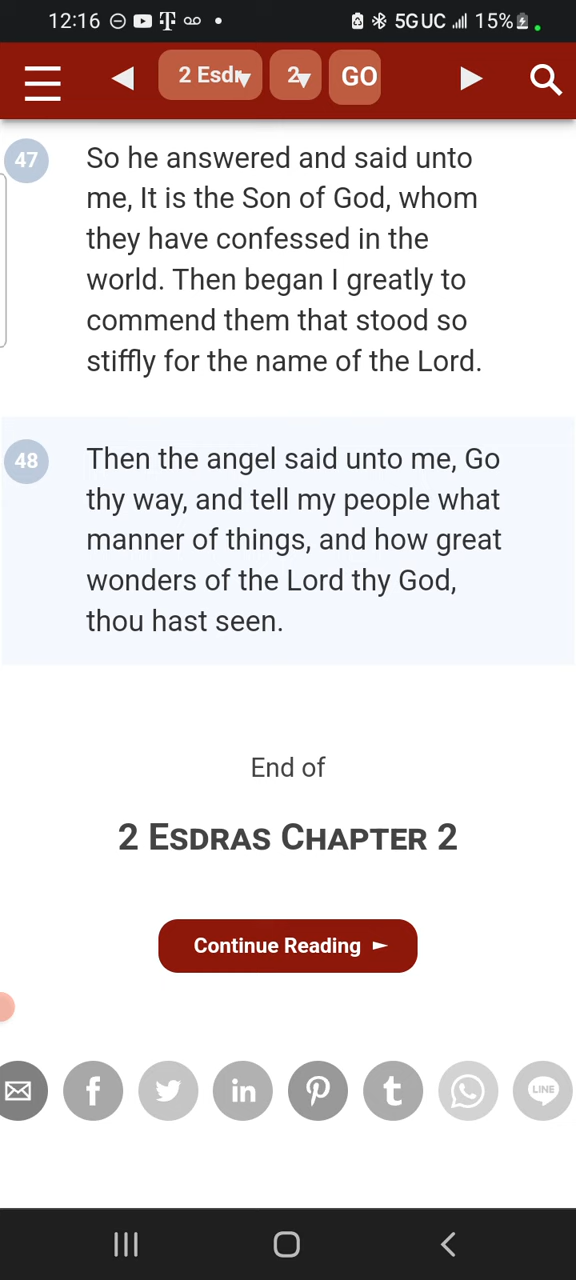 12:16 5G UC 15%
2 Esdr 2 GO
47 So he answered and said unto
me, It is the Son of God, whom
they have confessed in the
world. Then began I greatly to
commend them that stood so
stiffly for the name of the Lord.
48 Then the angel said unto me, Go
thy way, and tell my people what
manner of things, and how great
wonders of the Lord thy God,
thou hast seen.
End of
2 Esdras Chapter 2
Continue Reading
f in t LINE